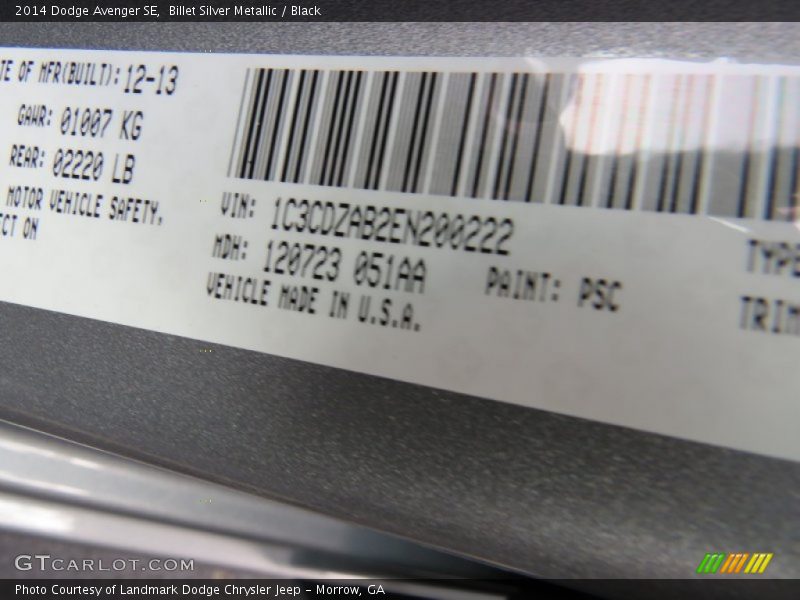 2014 Dodge Avenger SE,  Billet Silver Metallic / Black
TE OF MFR(BUILT): 12-13
GAWR: 01007 KG
REAR: 02220 LB
MOTOR VEHICLE SAFETY,
ECT ON
VIN: 1C3CDZAB2EN200222
MDH: 120723 051AA
PAINT: PSC
VEHICLE MADE IN U.S.A.
TYPE
TRIM
GTCARLOT.COM
Photo Courtesy of Landmark Dodge Chrysler Jeep – Morrow, GA